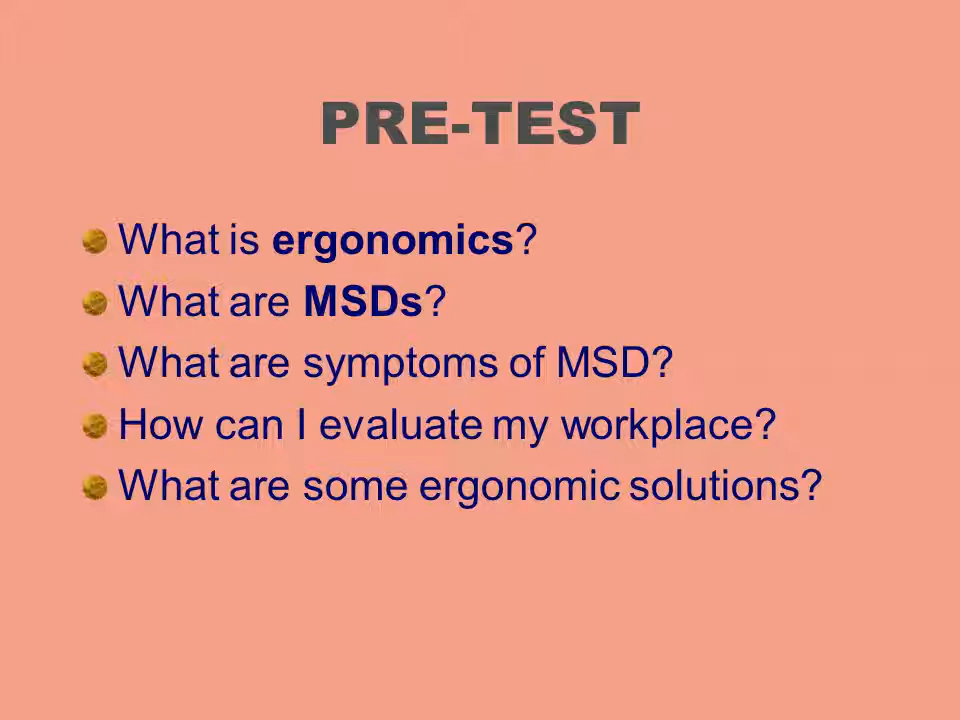 PRE-TEST
What is ergonomics?
What are MSDs?
What are symptoms of MSD?
How can I evaluate my workplace?
What are some ergonomic solutions?